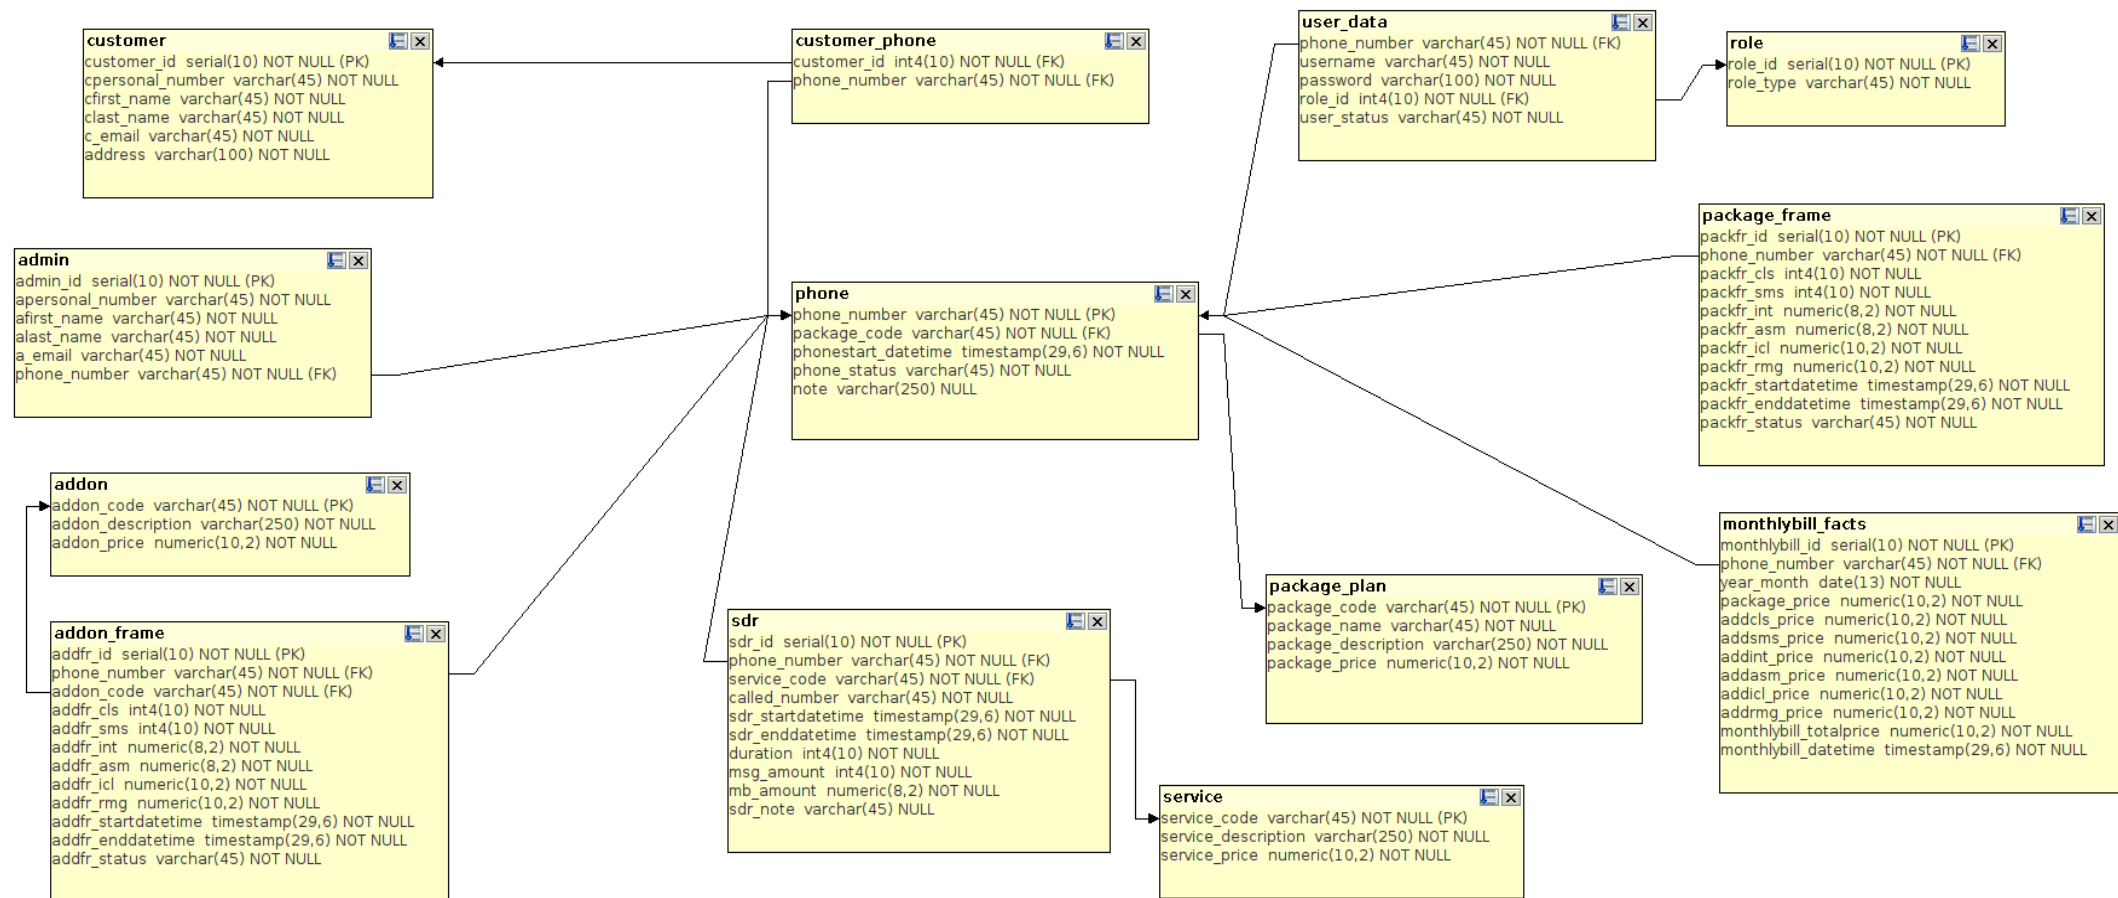 customer
customer_id serial(10) NOT NULL (PK)
cpersonal_number varchar(45) NOT NULL
cfirst_name varchar(45) NOT NULL
clast_name varchar(45) NOT NULL
c_email varchar(45) NOT NULL
address varchar(100) NOT NULL
customer_phone
customer_id int4(10) NOT NULL (FK)
phone_number varchar(45) NOT NULL (FK)
user_data
phone_number varchar(45) NOT NULL (FK)
username varchar(45) NOT NULL
password varchar(100) NOT NULL
role_id int4(10) NOT NULL (FK)
user_status varchar(45) NOT NULL
role
role_id serial(10) NOT NULL (PK)
role_type varchar(45) NOT NULL
admin
admin_id serial(10) NOT NULL (PK)
apersonal_number varchar(45) NOT NULL
afirst_name varchar(45) NOT NULL
alast_name varchar(45) NOT NULL
a_email varchar(45) NOT NULL
phone_number varchar(45) NOT NULL (FK)
phone
phone_number varchar(45) NOT NULL (PK)
package_code varchar(45) NOT NULL (FK)
phonestart_datetime timestamp(29,6) NOT NULL
phone_status varchar(45) NOT NULL
note varchar(250) NULL
package_frame
packfr_id serial(10) NOT NULL (PK)
phone_number varchar(45) NOT NULL (FK)
packfr_cls int4(10) NOT NULL
packfr_sms int4(10) NOT NULL
packfr_int numeric(8,2) NOT NULL
packfr_asm numeric(8,2) NOT NULL
packfr_icl numeric(10,2) NOT NULL
packfr_rmg numeric(10,2) NOT NULL
packfr_startdatetime timestamp(29,6) NOT NULL
packfr_enddatetime timestamp(29,6) NOT NULL
packfr_status varchar(45) NOT NULL
addon
addon_code varchar(45) NOT NULL (PK)
addon_description varchar(250) NOT NULL
addon_price numeric(10,2) NOT NULL
addon_frame
addfr_id serial(10) NOT NULL (PK)
phone_number varchar(45) NOT NULL (FK)
addon_code varchar(45) NOT NULL (FK)
addfr_cls int4(10) NOT NULL
addfr_sms int4(10) NOT NULL
addfr_int numeric(8,2) NOT NULL
addfr_asm numeric(8,2) NOT NULL
addfr_icl numeric(10,2) NOT NULL
addfr_rmg numeric(10,2) NOT NULL
addfr_startdatetime timestamp(29,6) NOT NULL
addfr_enddatetime timestamp(29,6) NOT NULL
addfr_status varchar(45) NOT NULL
sdr
sdr_id serial(10) NOT NULL (PK)
phone_number varchar(45) NOT NULL (FK)
service_code varchar(45) NOT NULL (FK)
called_number varchar(45) NOT NULL
sdr_startdatetime timestamp(29,6) NOT NULL
sdr_enddatetime timestamp(29,6) NOT NULL
duration int4(10) NOT NULL
msg_amount int4(10) NOT NULL
mb_amount numeric(8,2) NOT NULL
sdr_note varchar(45) NULL
package_plan
package_code varchar(45) NOT NULL (PK)
package_name varchar(45) NOT NULL
package_description varchar(250) NOT NULL
package_price numeric(10,2) NOT NULL
service
service_code varchar(45) NOT NULL (PK)
service_description varchar(250) NOT NULL
service_price numeric(10,2) NOT NULL
monthlybill_facts
monthlybill_id serial(10) NOT NULL (PK)
phone_number varchar(45) NOT NULL (FK)
year_month date(13) NOT NULL
package_price numeric(10,2) NOT NULL
addcls_price numeric(10,2) NOT NULL
addsms_price numeric(10,2) NOT NULL
addint_price numeric(10,2) NOT NULL
addasm_price numeric(10,2) NOT NULL
addicl_price numeric(10,2) NOT NULL
addrmg_price numeric(10,2) NOT NULL
monthlybill_totalprice numeric(10,2) NOT NULL
monthlybill_datetime timestamp(29,6) NOT NULL